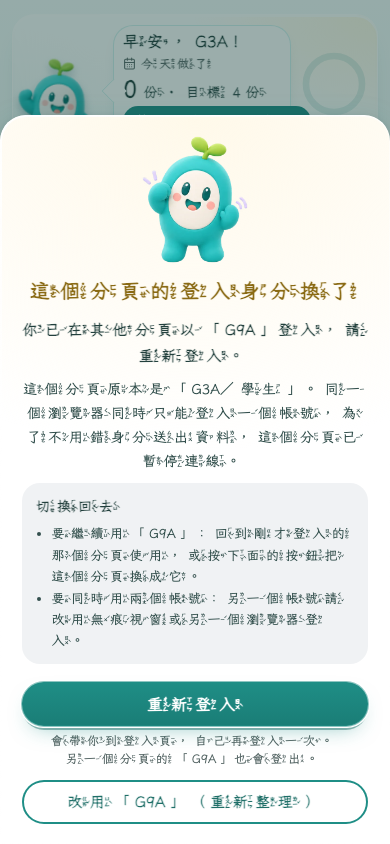 早安， G3A！
今天做了
0 份・ 目標 4 份
這個分頁的登入身分換了
你已在其他分頁以「 G9A 」 登入， 請
重新登入。
這個分頁原本是「 G3A／ 學生 」 。 同一
個瀏覽器同時只能登入一個帳號， 為
了不用錯身分送出資料， 這個分頁已
暫停連線。
切換回去
• 要繼續用「 G9A 」 ： 回到剛才登入的
那個分頁使用， 或按下面的按鈕把
這個分頁換成它。
• 要同時用兩個帳號： 另一個帳號請
改用無痕視窗或另一個瀏覽器登
入。
重新登入
會帶你到登入頁， 自己再登入一次。
另一個分頁的「 G9A 」 也會登出。
改用 「 G9A 」 （ 重新整理 ）